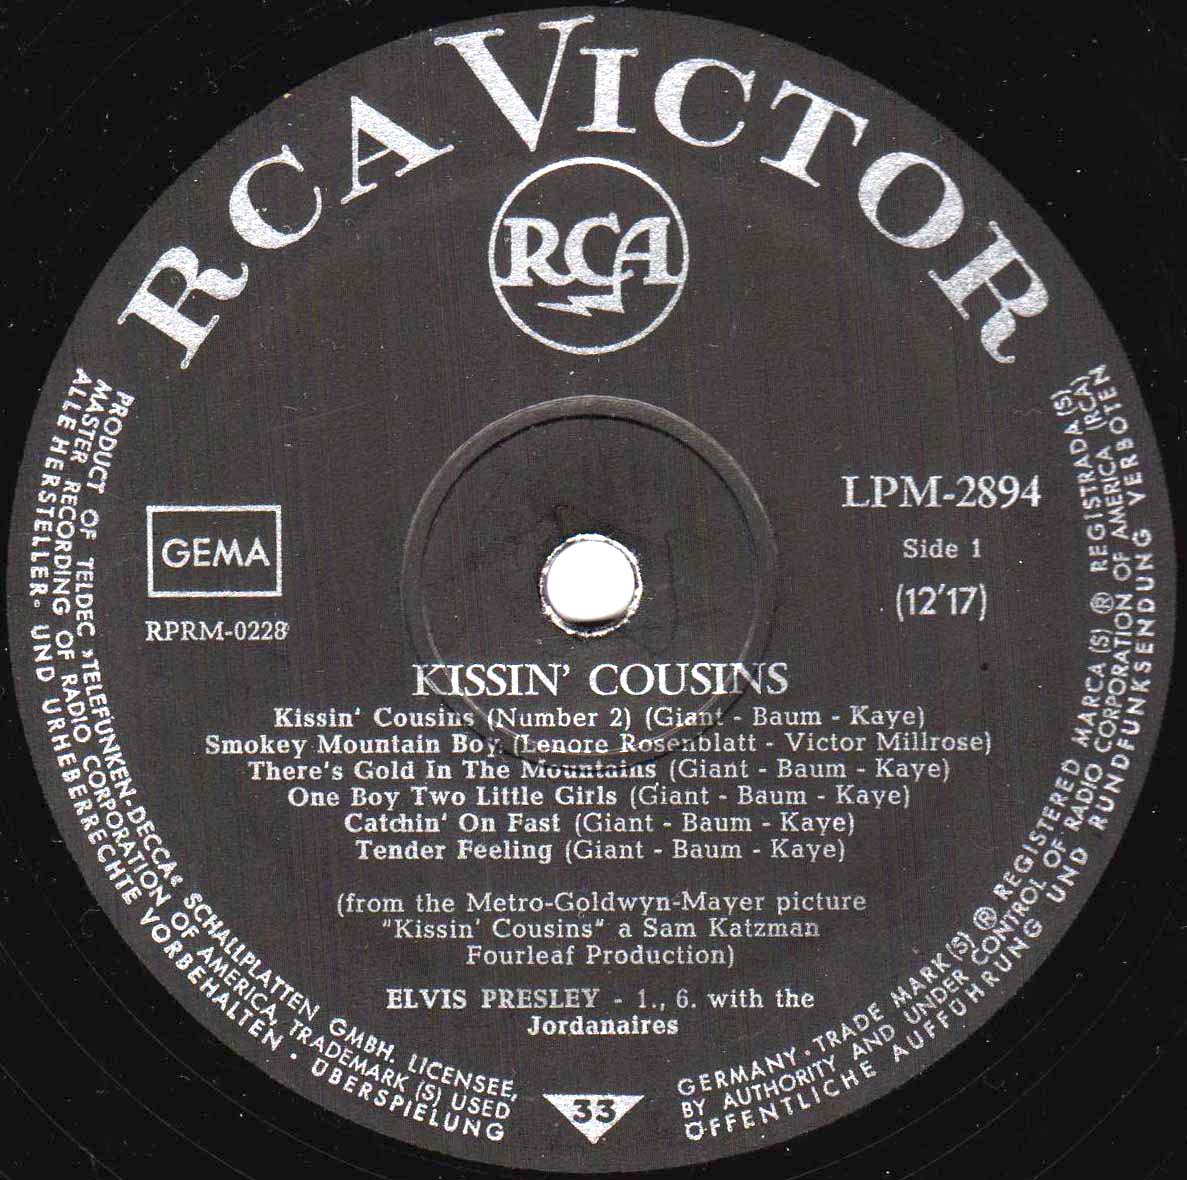 RCA VICTOR
RCA
LPM-2894
Side 1
(12'17)
GEMA
RPRM-0228
KISSIN' COUSINS
Kissin' Cousins (Number 2) (Giant - Baum - Kaye)
Smokey Mountain Boy (Lenore Rosenblatt - Victor Millrose)
There's Gold In The Mountains (Giant - Baum - Kaye)
One Boy Two Little Girls (Giant - Baum - Kaye)
Catchin' On Fast (Giant - Baum - Kaye)
Tender Feeling (Giant - Baum - Kaye)
(from the Metro-Goldwyn-Mayer picture
"Kissin' Cousins" a Sam Katzman
Fourleaf Production)
ELVIS PRESLEY - 1., 6. with the
Jordanaires
33
PRODUCT OF TELDEC »TELEFUNKEN-DECCA« SCHALLPLATTEN GMBH. LICENSEE, GERMANY · TRADE MARK (S) ® REGISTERED MARCA (S) ® REGISTRADA (S)
MASTER RECORDING OF RADIO CORPORATION OF AMERICA, TRADEMARK (S) USED BY AUTHORITY AND UNDER CONTROL OF RADIO CORPORATION OF AMERICA (RCA)
ALLE HERSTELLER- UND URHEBERRECHTE VORBEHALTEN · ÜBERSPIELUNG ÖFFENTLICHE AUFFÜHRUNG UND RUNDFUNKSENDUNG VERBOTEN